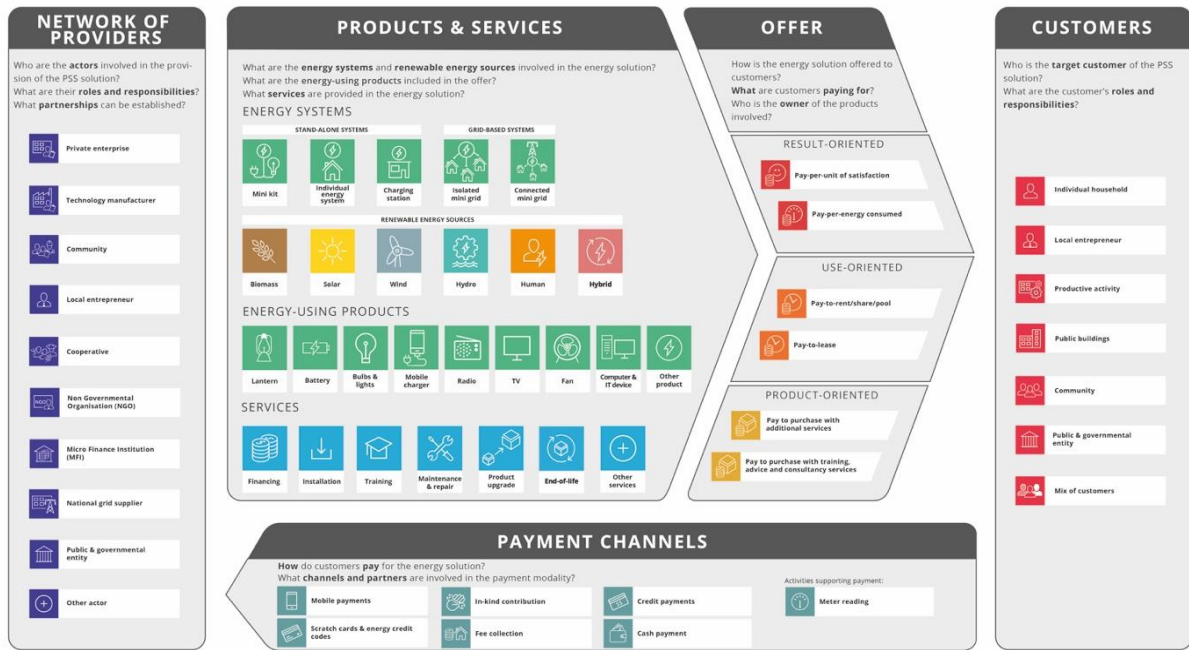 NETWORK OF
PROVIDERS
Who are the actors involved in the provi-
sion of the PSS solution?
What are their roles and responsibilities?
What partnerships can be established?
Private enterprise
Technology manufacturer
Community
Local entrepreneur
Cooperative
NGO
Non Governmental
Organisation (NGO)
Micro Finance Institution
(MFI)
National grid supplier
Public & governmental
entity
Other actor
PRODUCTS & SERVICES
What are the energy systems and renewable energy sources involved in the energy solution?
What are the energy-using products included in the offer?
What services are provided in the energy solution?
ENERGY SYSTEMS
STAND-ALONE SYSTEMS
GRID-BASED SYSTEMS
Mini kit
Individual
energy
system
Charging
station
Isolated
mini grid
Connected
mini grid
RENEWABLE ENERGY SOURCES
Biomass
Solar
Wind
Hydro
Human
Hybrid
ENERGY-USING PRODUCTS
Lantern
Battery
Bulbs &
lights
Mobile
charger
Radio
TV
Fan
Computer &
IT device
Other
product
SERVICES
Financing
Installation
Training
Maintenance
& repair
Product
upgrade
End-of-life
Other
services
OFFER
How is the energy solution offered to
customers?
What are customers paying for?
Who is the owner of the products
involved?
RESULT-ORIENTED
Pay-per-unit of satisfaction
Pay-per-energy consumed
USE-ORIENTED
Pay-to-rent/share/pool
Pay-to-lease
PRODUCT-ORIENTED
Pay to purchase with
additional services
Pay to purchase with training,
advice and consultancy services
CUSTOMERS
Who is the target customer of the PSS
solution?
What are the customer's roles and
responsibilities?
Individual household
Local entrepreneur
Productive activity
Public buildings
Community
Public & governmental
entity
Mix of customers
PAYMENT CHANNELS
How do customers pay for the energy solution?
What channels and partners are involved in the payment modality?
Mobile payments
Scratch cards & energy credit
codes
In-kind contribution
Fee collection
Credit payments
Cash payment
Activities supporting payment:
Meter reading